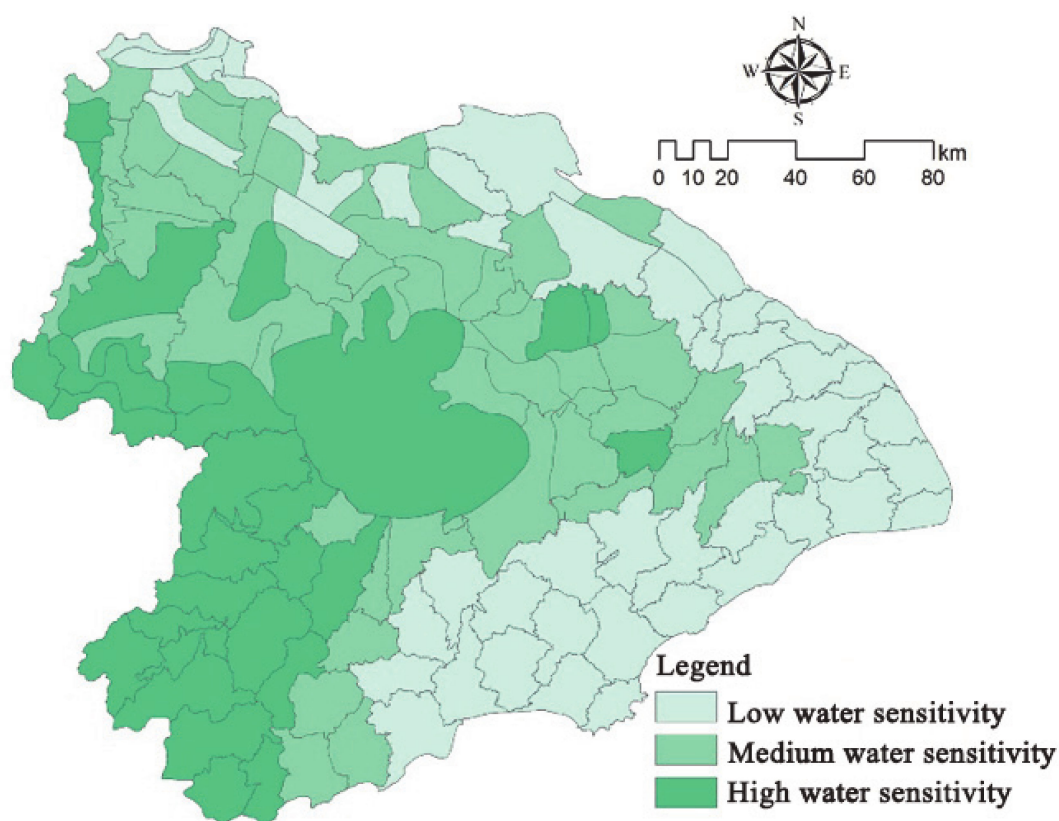 N
W E
S
km
0 10 20 40 60 80
Legend
Low water sensitivity
Medium water sensitivity
High water sensitivity